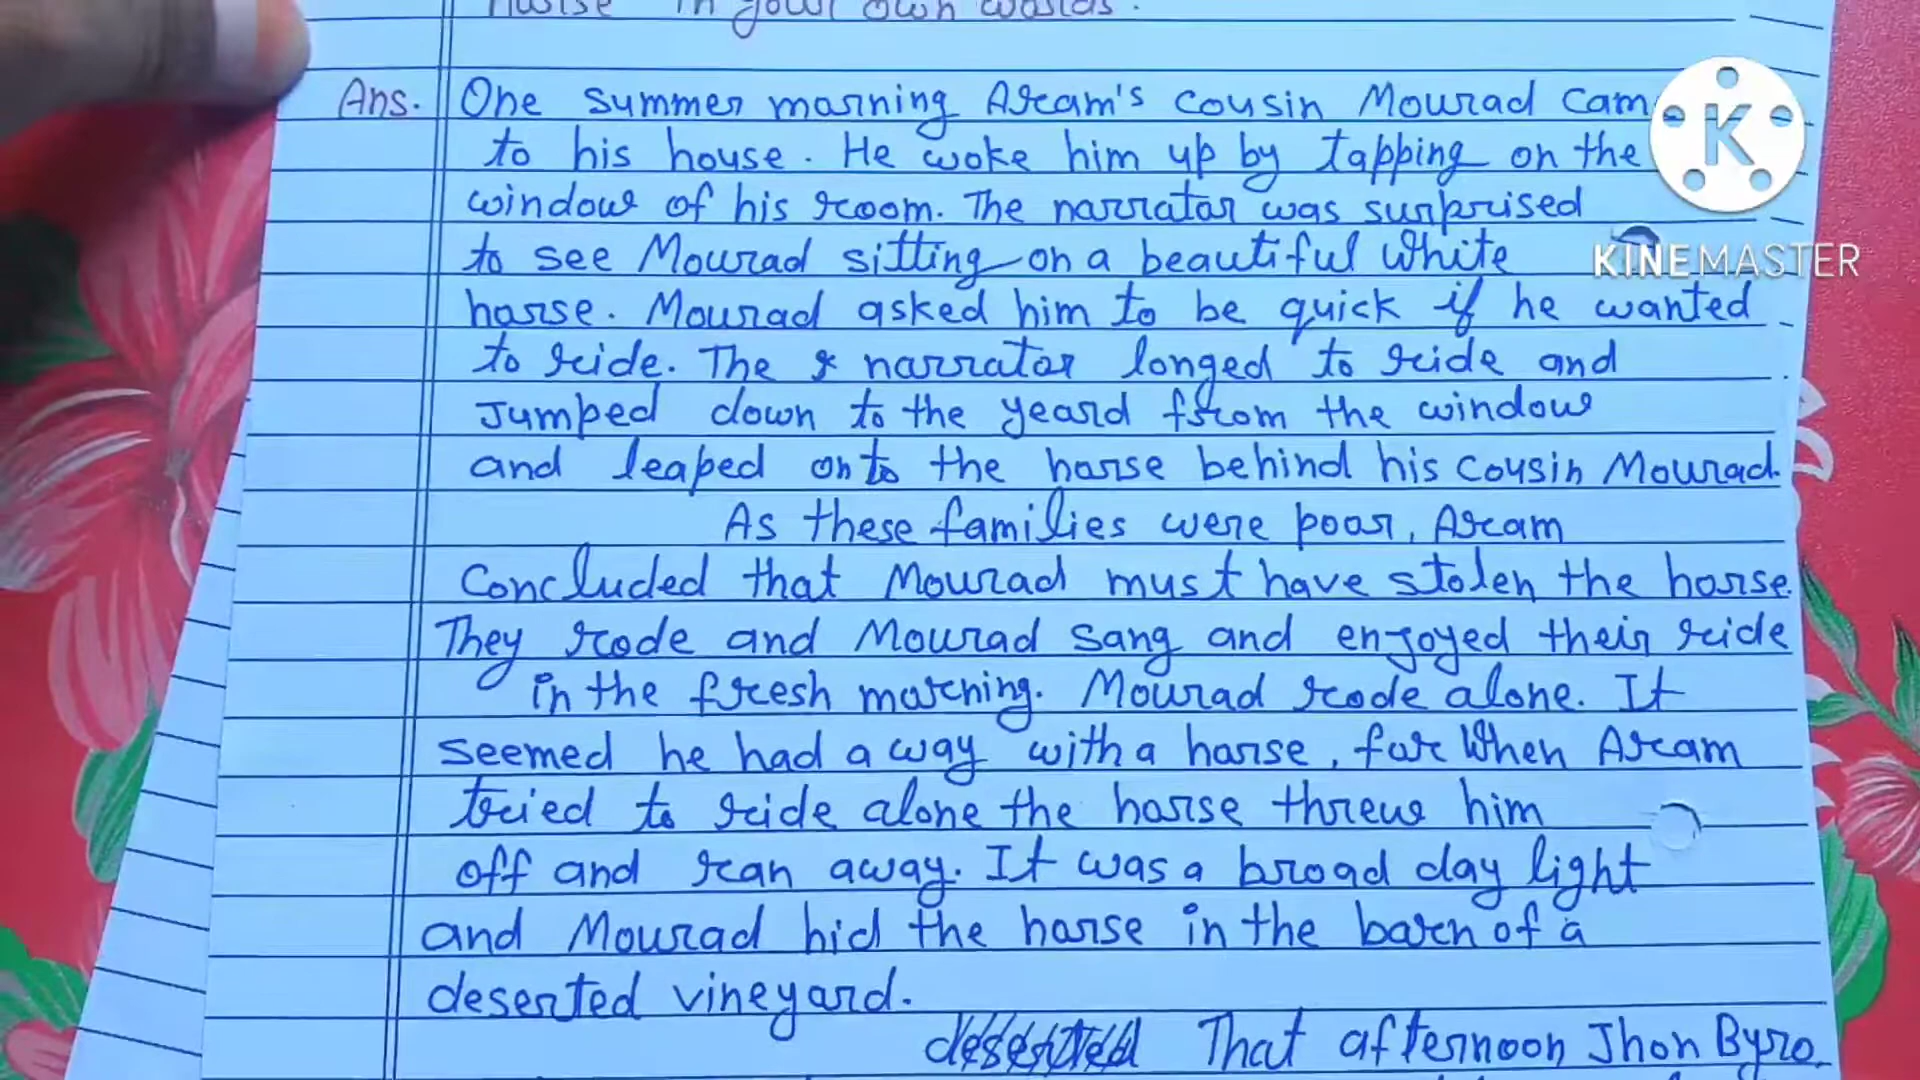 in your own words.
Ans. One summer morning Aram's cousin Mourad cam
to his house. He woke him up by tapping on the
window of his room. The narrator was surprised
to see Mourad sitting on a beautiful white
horse. Mourad asked him to be quick if he wanted
to ride. The narrator longed to ride and
Jumped down to the yeard from the window
and leaped onto the horse behind his cousin Mourad.
As these families were poor, Aram
Concluded that Mourad must have stolen the horse.
They rode and Mourad sang and enjoyed their ride
in the fresh morning. Mourad rode alone. It
seemed he had a way with a horse, for When Aram
tried to ride alone the horse threw him
off and ran away. It was a broad day light
and Mourad hid the horse in the barn of a
deserted vineyard.
deserted That afternoon Jhon Byro
K
KINEMASTER